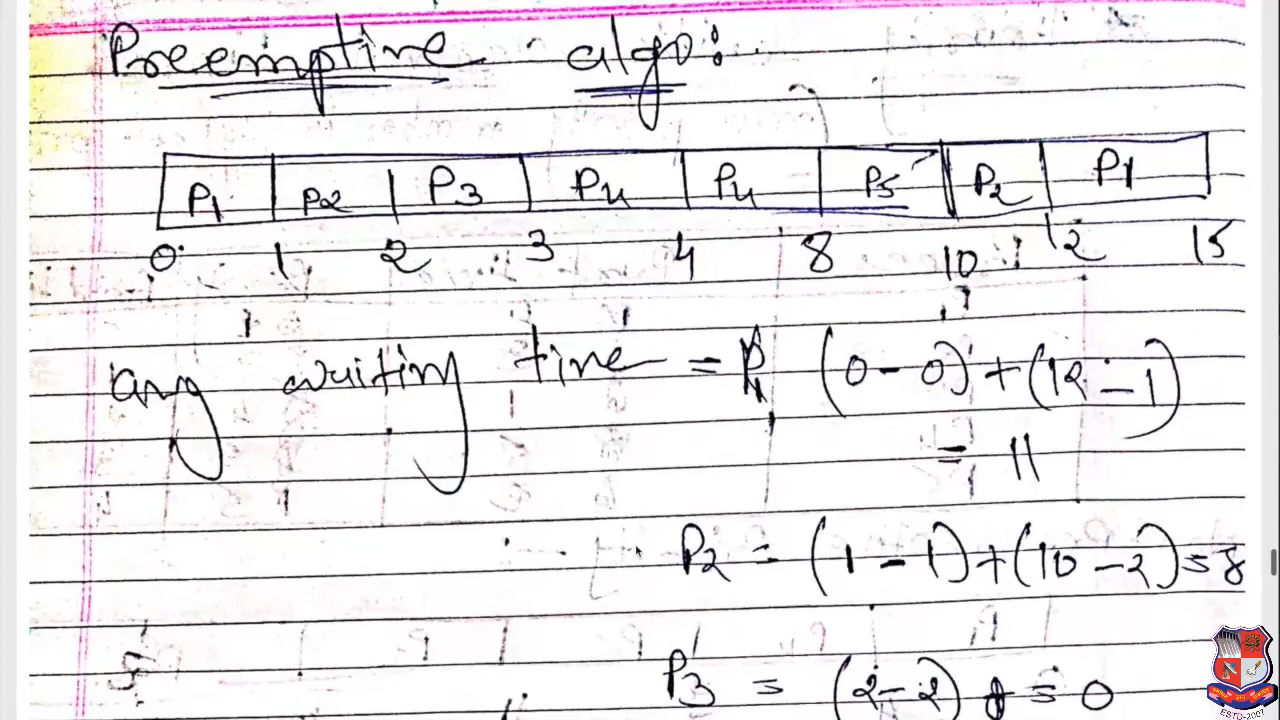 Preemptive algo:
P1 P2 P3 P4 P4 P5 P2 P1
0 1 2 3 4 8 10 12 15
avg waiting time = P1 (0-0) + (12-1)
= 11
P2 = (1-1)+(10-2)=8
P3 = (2-2) = 0